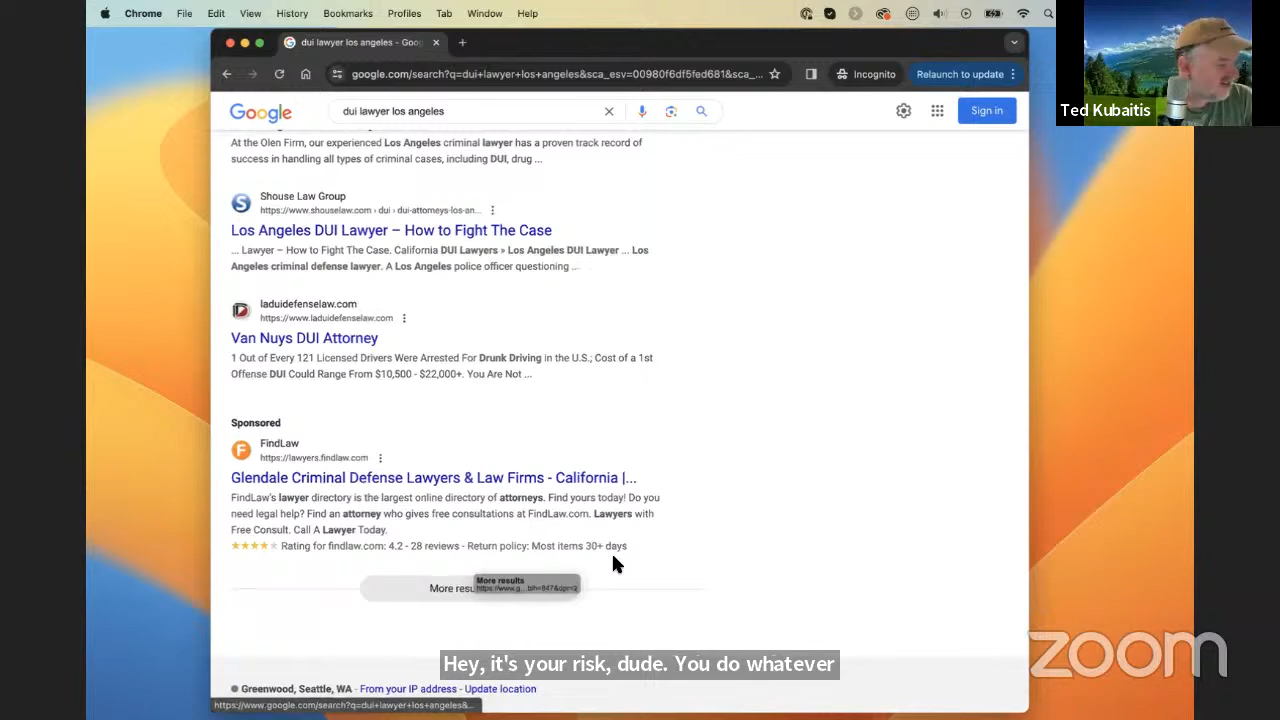 Chrome File Edit View History Bookmarks Profiles Tab Window Help
dui lawyer los angeles - Goog
google.com/search?q=dui+lawyer+los+angeles&sca_esv=00980f6df5fed681&sca_...
Incognito
Relaunch to update
Ted Kubaitis
Google
dui lawyer los angeles
Sign in
At the Olen Firm, our experienced Los Angeles criminal lawyer has a proven track record of
success in handling all types of criminal cases, including DUI, drug ...
Shouse Law Group
https://www.shouselaw.com › dui › dui-attorneys-los-an...
Los Angeles DUI Lawyer – How to Fight The Case
... Lawyer – How to Fight The Case. California DUI Lawyers » Los Angeles DUI Lawyer ... Los
Angeles criminal defense lawyer. A Los Angeles police officer questioning ...
laduidefenselaw.com
https://www.laduidefenselaw.com
Van Nuys DUI Attorney
1 Out of Every 121 Licensed Drivers Were Arrested For Drunk Driving in the U.S.; Cost of a 1st
Offense DUI Could Range From $10,500 - $22,000+. You Are Not ...
Sponsored
FindLaw
https://lawyers.findlaw.com
Glendale Criminal Defense Lawyers & Law Firms - California |...
FindLaw's lawyer directory is the largest online directory of attorneys. Find yours today! Do you
need legal help? Find an attorney who gives free consultations at FindLaw.com. Lawyers with
Free Consult. Call A Lawyer Today.
Rating for findlaw.com: 4.2 - 28 reviews - Return policy: Most items 30+ days
More resu
More results
https://www.g...bih=847&dpr=2
Hey, it's your risk, dude. You do whatever
zoom
Greenwood, Seattle, WA - From your IP address - Update location
https://www.google.com/search?q=dui+lawyer+los+angeles&...